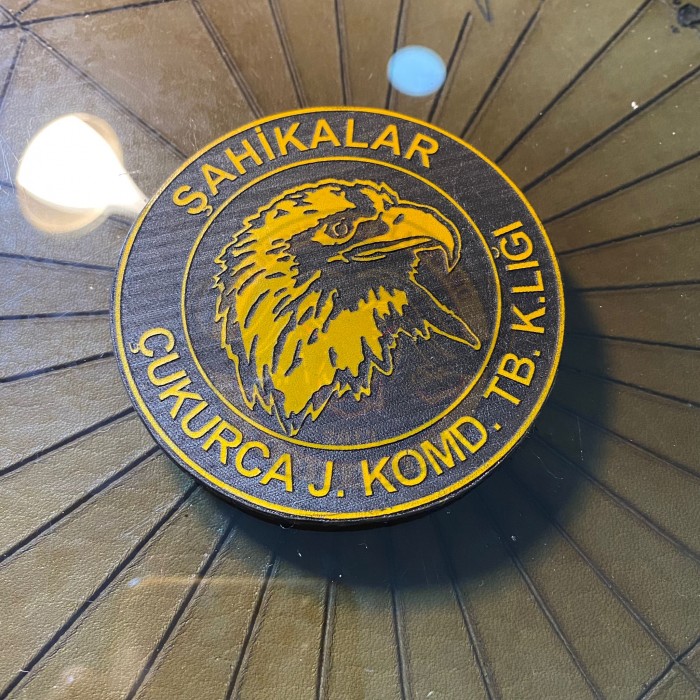 ŞAHİKALAR
ÇUKURCA J. KOMD. TB. K.LIĞI